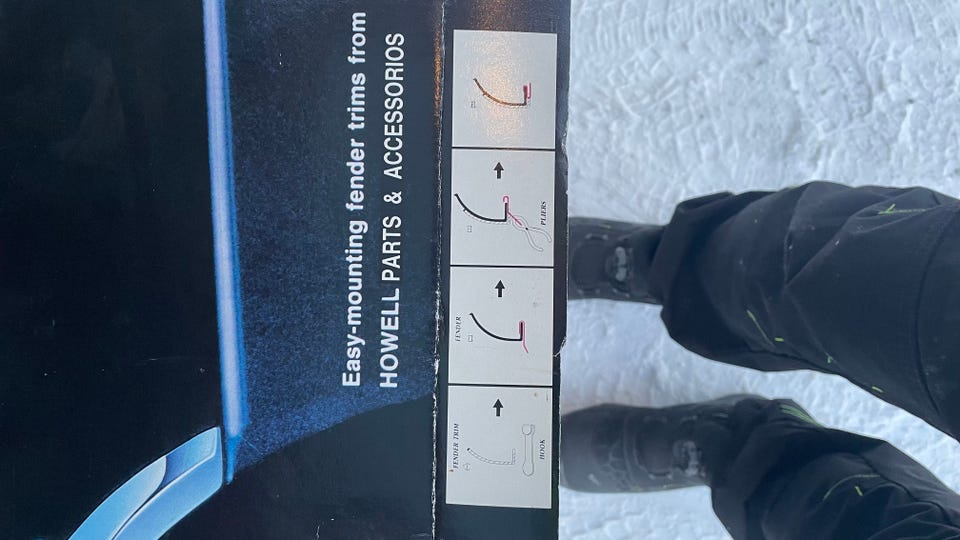 Easy-mounting fender trims from
HOWELL PARTS & ACCESSORIOS
FENDER TRIM
HOOK
FENDER
PLIERS